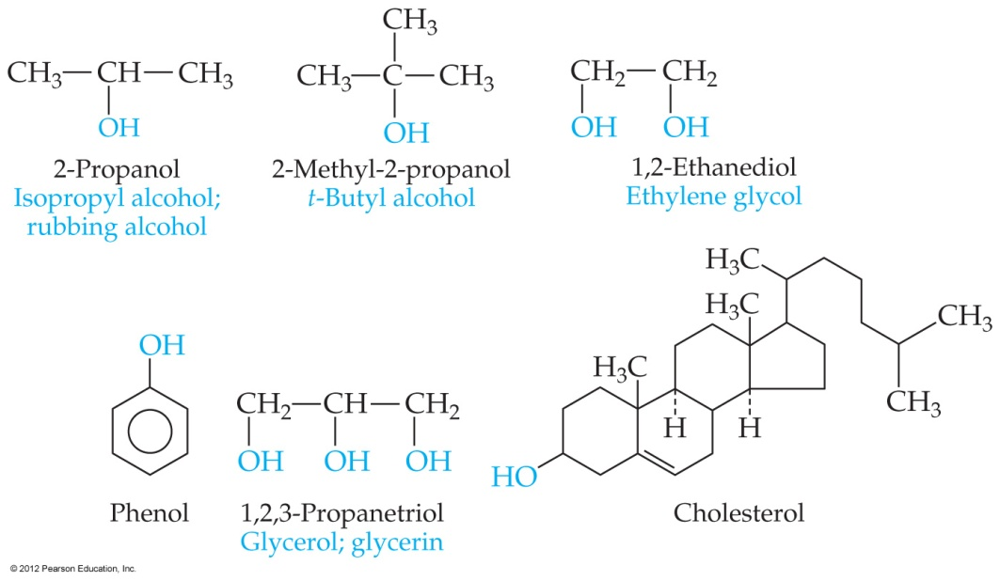 CH₃
CH₃—CH—CH₃
CH₃—C—CH₃
CH₂—CH₂
OH
OH
OH OH
2-Propanol
2-Methyl-2-propanol
1,2-Ethanediol
Isopropyl alcohol;
rubbing alcohol
t-Butyl alcohol
Ethylene glycol
H₃C
H₃C
CH₃
H₃C
CH₃
H
H
HO
OH
CH₂—CH—CH₂
OH OH OH
Phenol
1,2,3-Propanetriol
Glycerol; glycerin
Cholesterol
© 2012 Pearson Education, Inc.